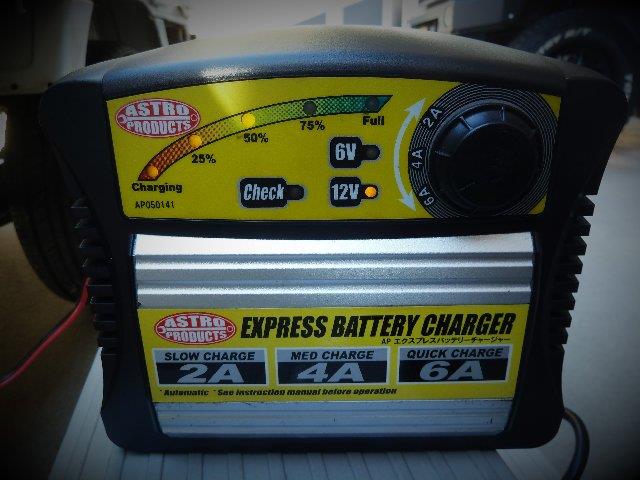 ASTRO
PRODUCTS
Charging
25%
50%
75%
Full
6V
Check
12V
AP050141
2A
4A
6A
ASTRO
PRODUCTS
EXPRESS BATTERY CHARGER
AP エクスプレスバッテリーチャージャー
SLOW CHARGE
2A
MED CHARGE
4A
QUICK CHARGE
6A
*Automatic *See instruction manual before operation